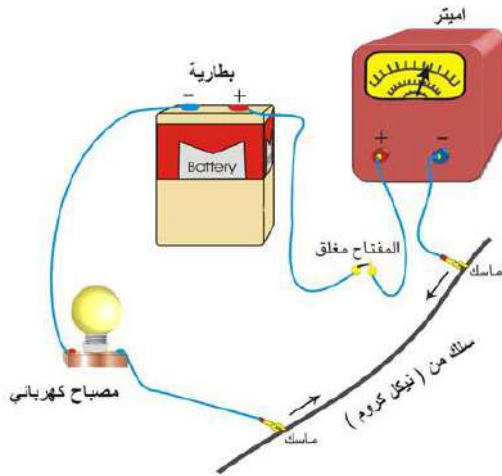 اميتر
بطارية
- +
Battery
+ -
المفتاح مغلق
ماسك
سلك من ( نيكل كروم )
مصباح كهربائي
ماسك